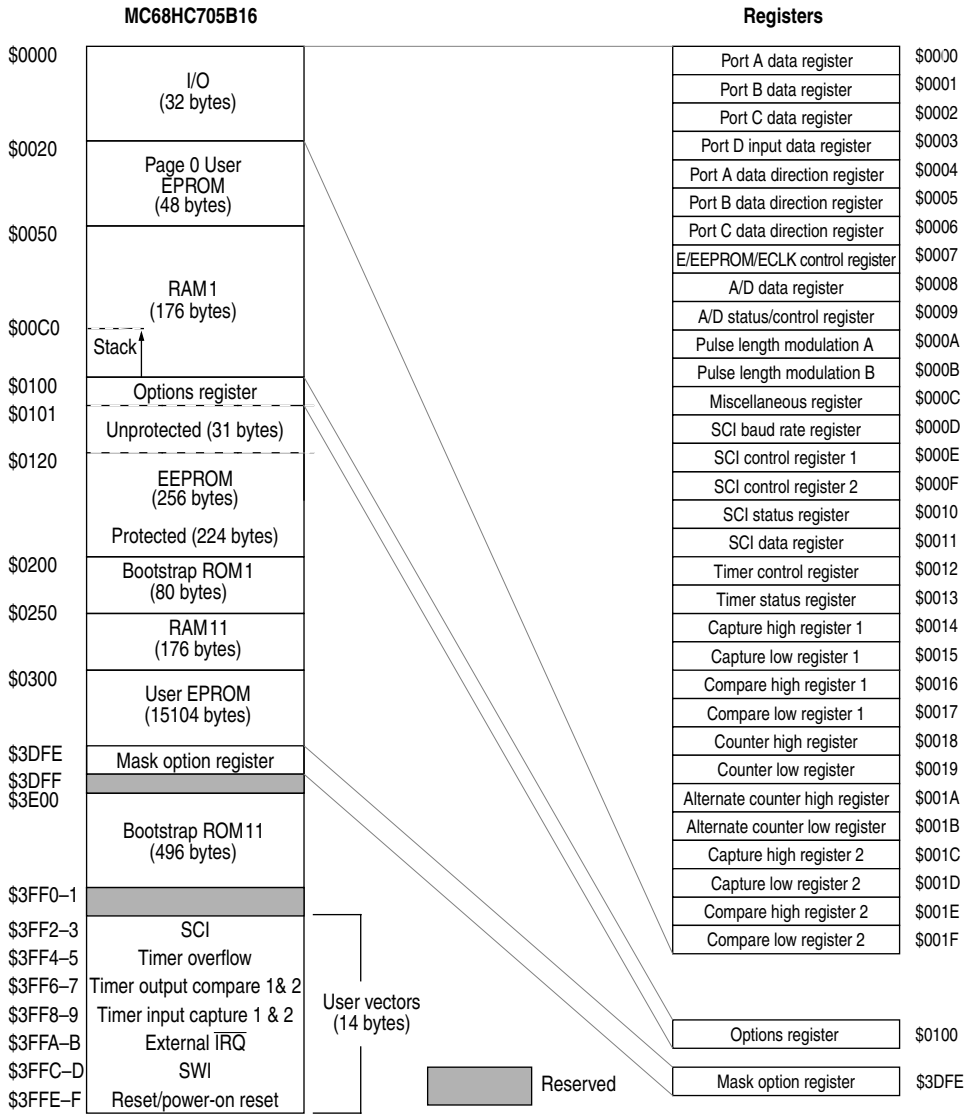 MC68HC705B16
$0000
I/O
(32 bytes)
$0020
Page 0 User
EPROM
(48 bytes)
$0050
RAM1
(176 bytes)
$00C0
Stack
$0100
Options register
$0101
Unprotected (31 bytes)
$0120
EEPROM
(256 bytes)
Protected (224 bytes)
$0200
Bootstrap ROM1
(80 bytes)
$0250
RAM11
(176 bytes)
$0300
User EPROM
(15104 bytes)
$3DFE
Mask option register
$3DFF
$3E00
Bootstrap ROM11
(496 bytes)
$3FF0–1
$3FF2–3 SCI
$3FF4–5 Timer overflow
$3FF6–7 Timer output compare 1& 2
$3FF8–9 Timer input capture 1 & 2
$3FFA–B External IRQ
$3FFC–D SWI
$3FFE–F Reset/power-on reset
User vectors
(14 bytes)
Reserved
Registers
Port A data register $0000
Port B data register $0001
Port C data register $0002
Port D input data register $0003
Port A data direction register $0004
Port B data direction register $0005
Port C data direction register $0006
E/EEPROM/ECLK control register $0007
A/D data register $0008
A/D status/control register $0009
Pulse length modulation A $000A
Pulse length modulation B $000B
Miscellaneous register $000C
SCI baud rate register $000D
SCI control register 1 $000E
SCI control register 2 $000F
SCI status register $0010
SCI data register $0011
Timer control register $0012
Timer status register $0013
Capture high register 1 $0014
Capture low register 1 $0015
Compare high register 1 $0016
Compare low register 1 $0017
Counter high register $0018
Counter low register $0019
Alternate counter high register $001A
Alternate counter low register $001B
Capture high register 2 $001C
Capture low register 2 $001D
Compare high register 2 $001E
Compare low register 2 $001F
Options register $0100
Mask option register $3DFE